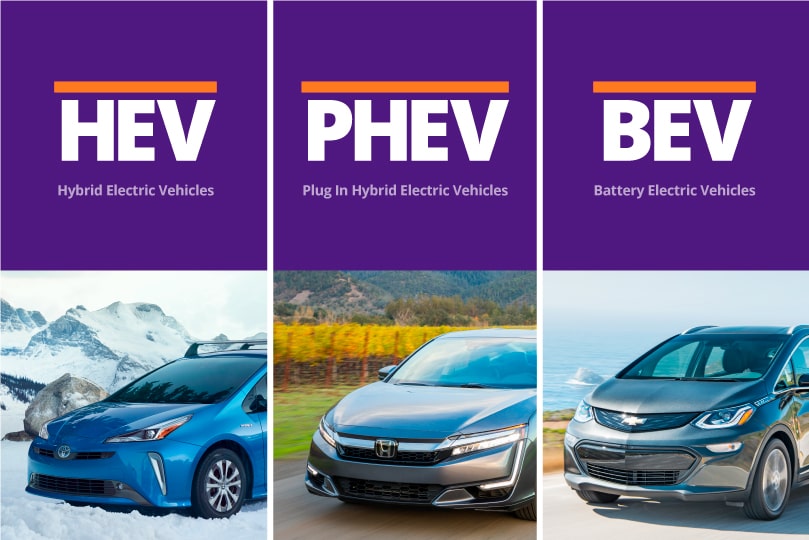 HEV
Hybrid Electric Vehicles
PHEV
Plug In Hybrid Electric Vehicles
BEV
Battery Electric Vehicles